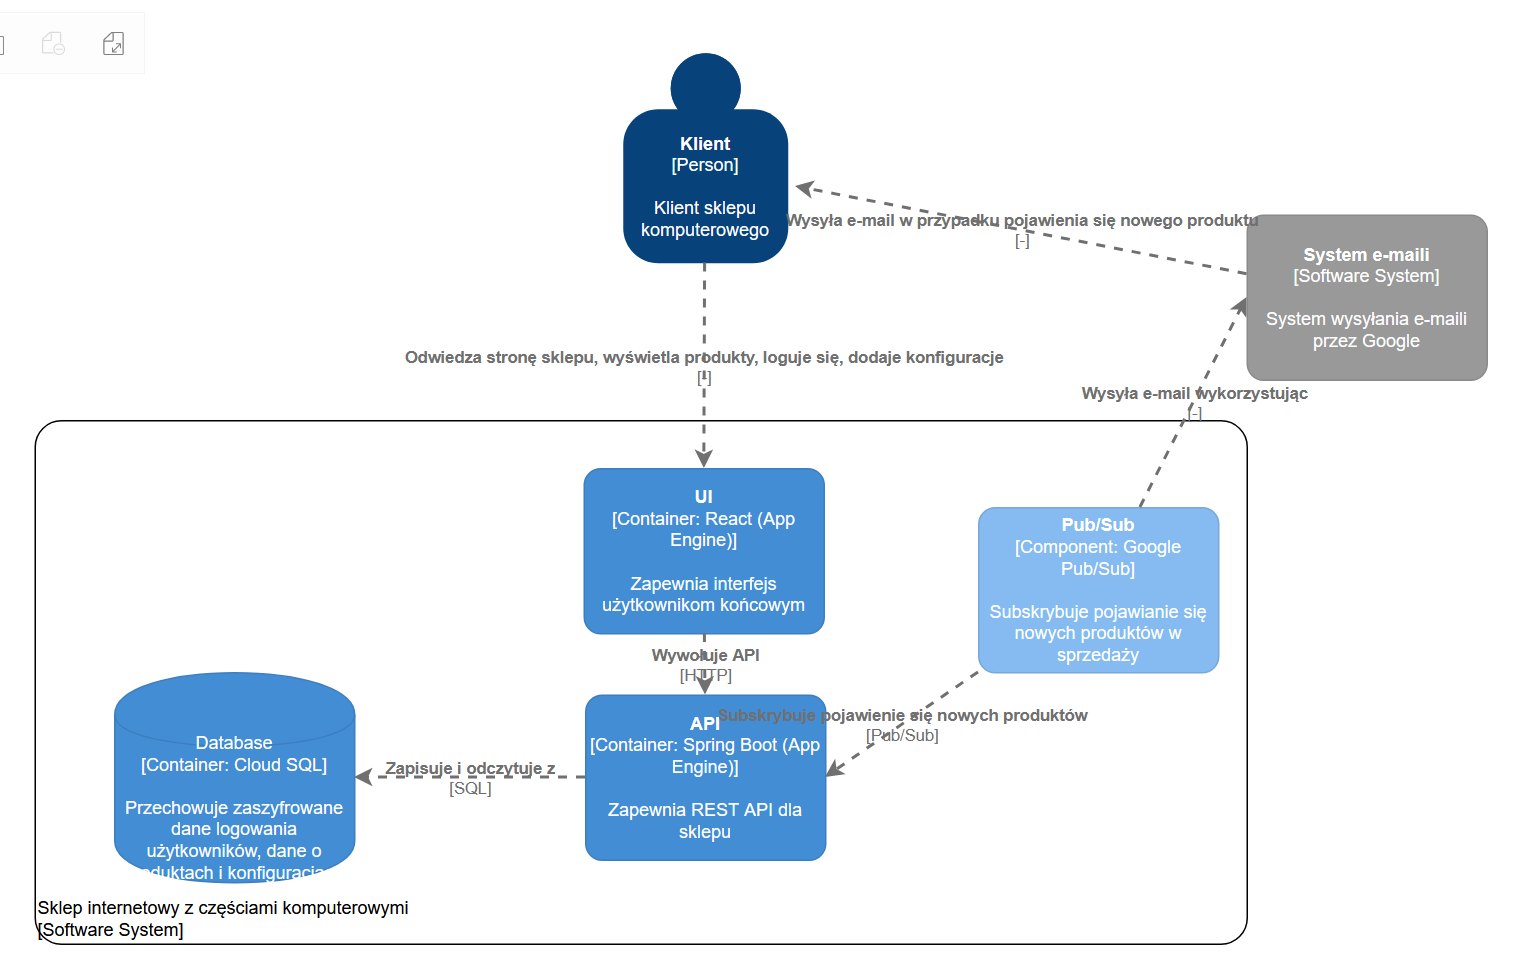 Klient
[Person]
Klient sklepu
komputerowego
Wysyła e-mail w przypadku pojawienia się nowego produktu
[-]
System e-maili
[Software System]
System wysyłania e-maili
przez Google
Odwiedza stronę sklepu, wyświetla produkty, loguje się, dodaje konfiguracje
[-]
Wysyła e-mail wykorzystując
[-]
UI
[Container: React (App
Engine)]
Zapewnia interfejs
użytkownikom końcowym
Pub/Sub
[Component: Google
Pub/Sub]
Subskrybuje pojawianie się
nowych produktów w
sprzedaży
Wywołuje API
[HTTP]
Subskrybuje pojawienie się nowych produktów
[Pub/Sub]
API
[Container: Spring Boot (App
Engine)]
Zapewnia REST API dla
sklepu
Zapisuje i odczytuje z
[SQL]
Database
[Container: Cloud SQL]
Przechowuje zaszyfrowane
dane logowania
użytkowników, dane o
i
Sklep internetowy z częściami komputerowymi
[Software System]